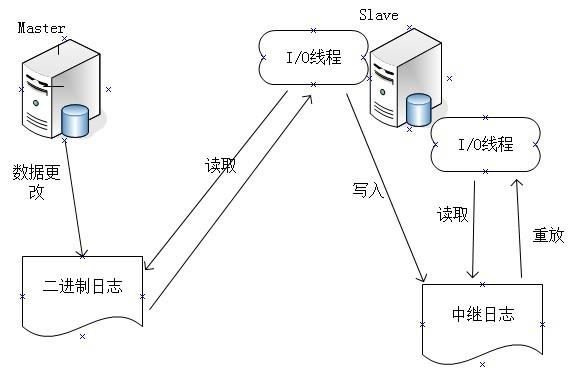 Master
Slave
I/O线程
I/O线程
数据更
改
读取
写入
读取
重放
二进制日志
中继日志